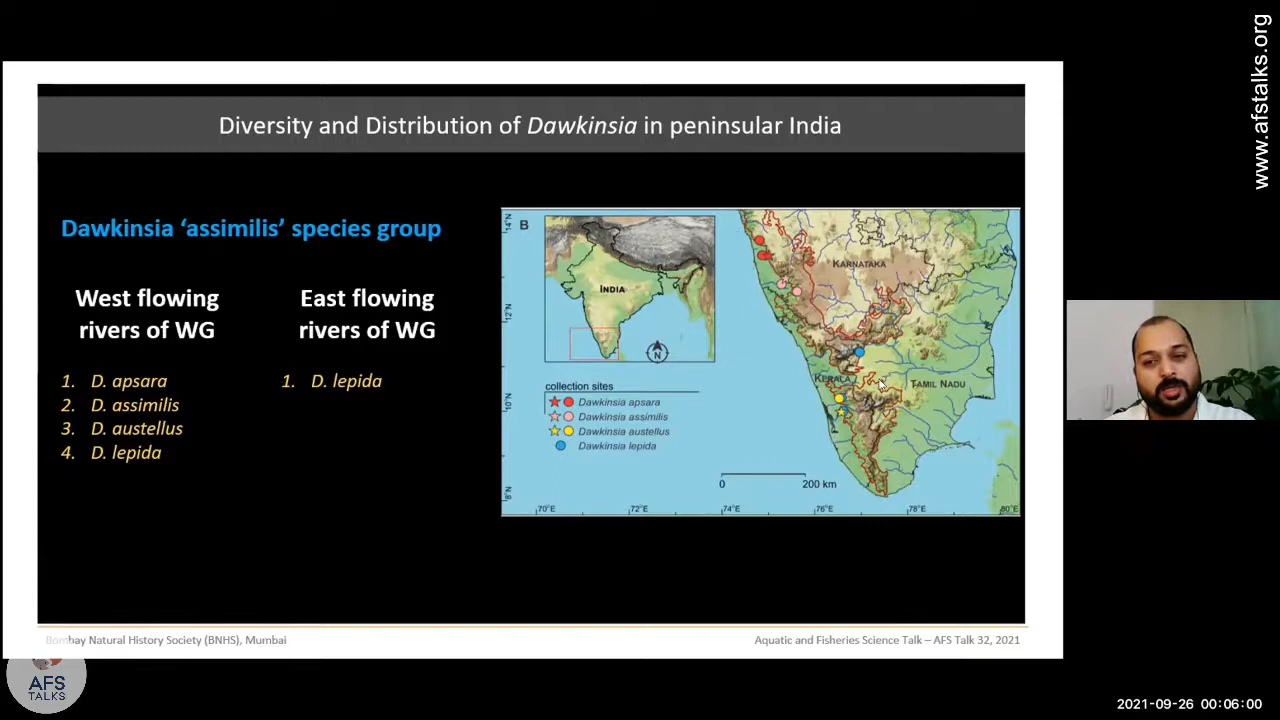 www.afstalks.org
Diversity and Distribution of Dawkinsia in peninsular India
Dawkinsia ‘assimilis’ species group
West flowing
rivers of WG
1. D. apsara
2. D. assimilis
3. D. austellus
4. D. lepida
East flowing
rivers of WG
1. D. lepida
B
INDIA
N
KARNATAKA
KERALA
TAMIL NADU
collection sites
Dawkinsia apsara
Dawkinsia assimilis
Dawkinsia austellus
Dawkinsia lepida
0 200 km
14°N
12°N
10°N
8°N
70°E 72°E 74°E 76°E 78°E 80°E
Bombay Natural History Society (BNHS), Mumbai
Aquatic and Fisheries Science Talk – AFS Talk 32, 2021
AFS
TALKS
2021-09-26 00:06:00